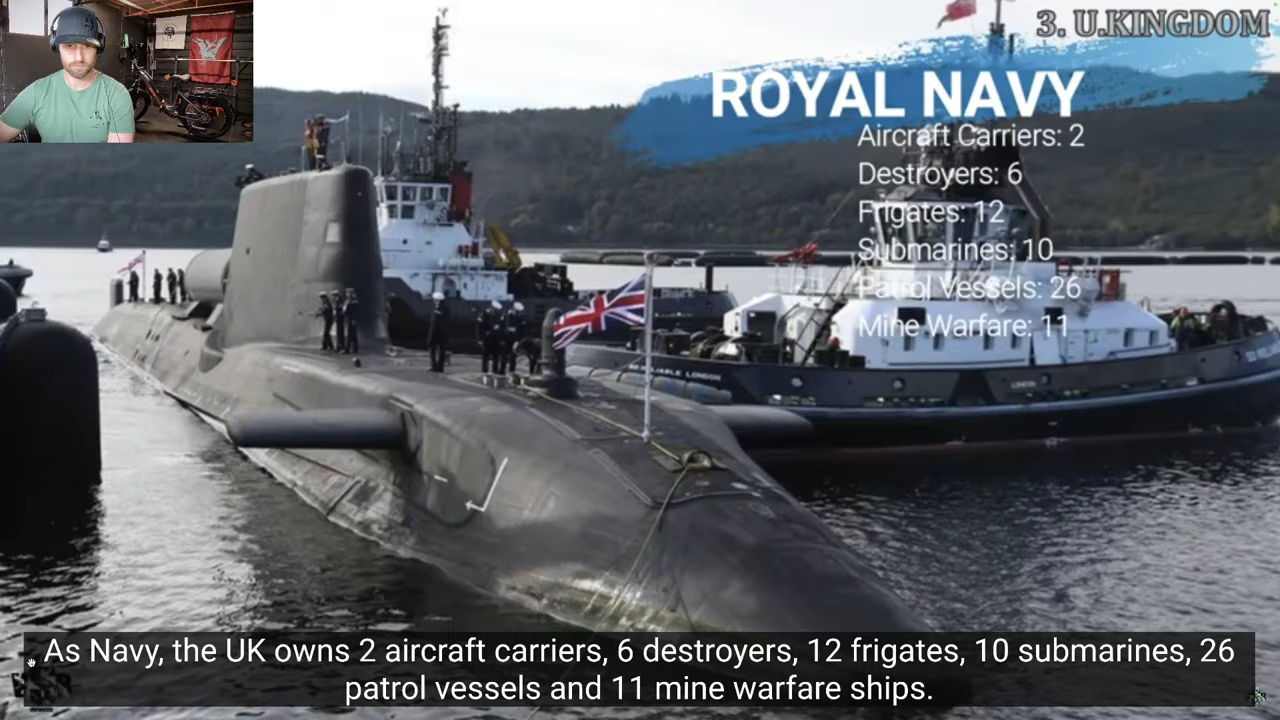 3. U.KINGDOM
ROYAL NAVY
Aircraft Carriers: 2
Destroyers: 6
Frigates: 12
Submarines: 10
Patrol Vessels: 26
Mine Warfare: 11
LONDON
As Navy, the UK owns 2 aircraft carriers, 6 destroyers, 12 frigates, 10 submarines, 26
patrol vessels and 11 mine warfare ships.